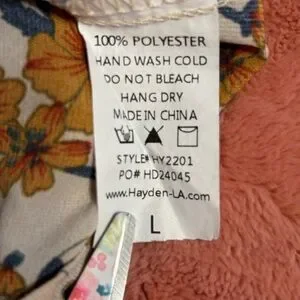 100% POLYESTER
HAND WASH COLD
DO NOT BLEACH
HANG DRY
MADE IN CHINA
STYLE# HY2201
PO# HD24045
www.Hayden-LA.com
L